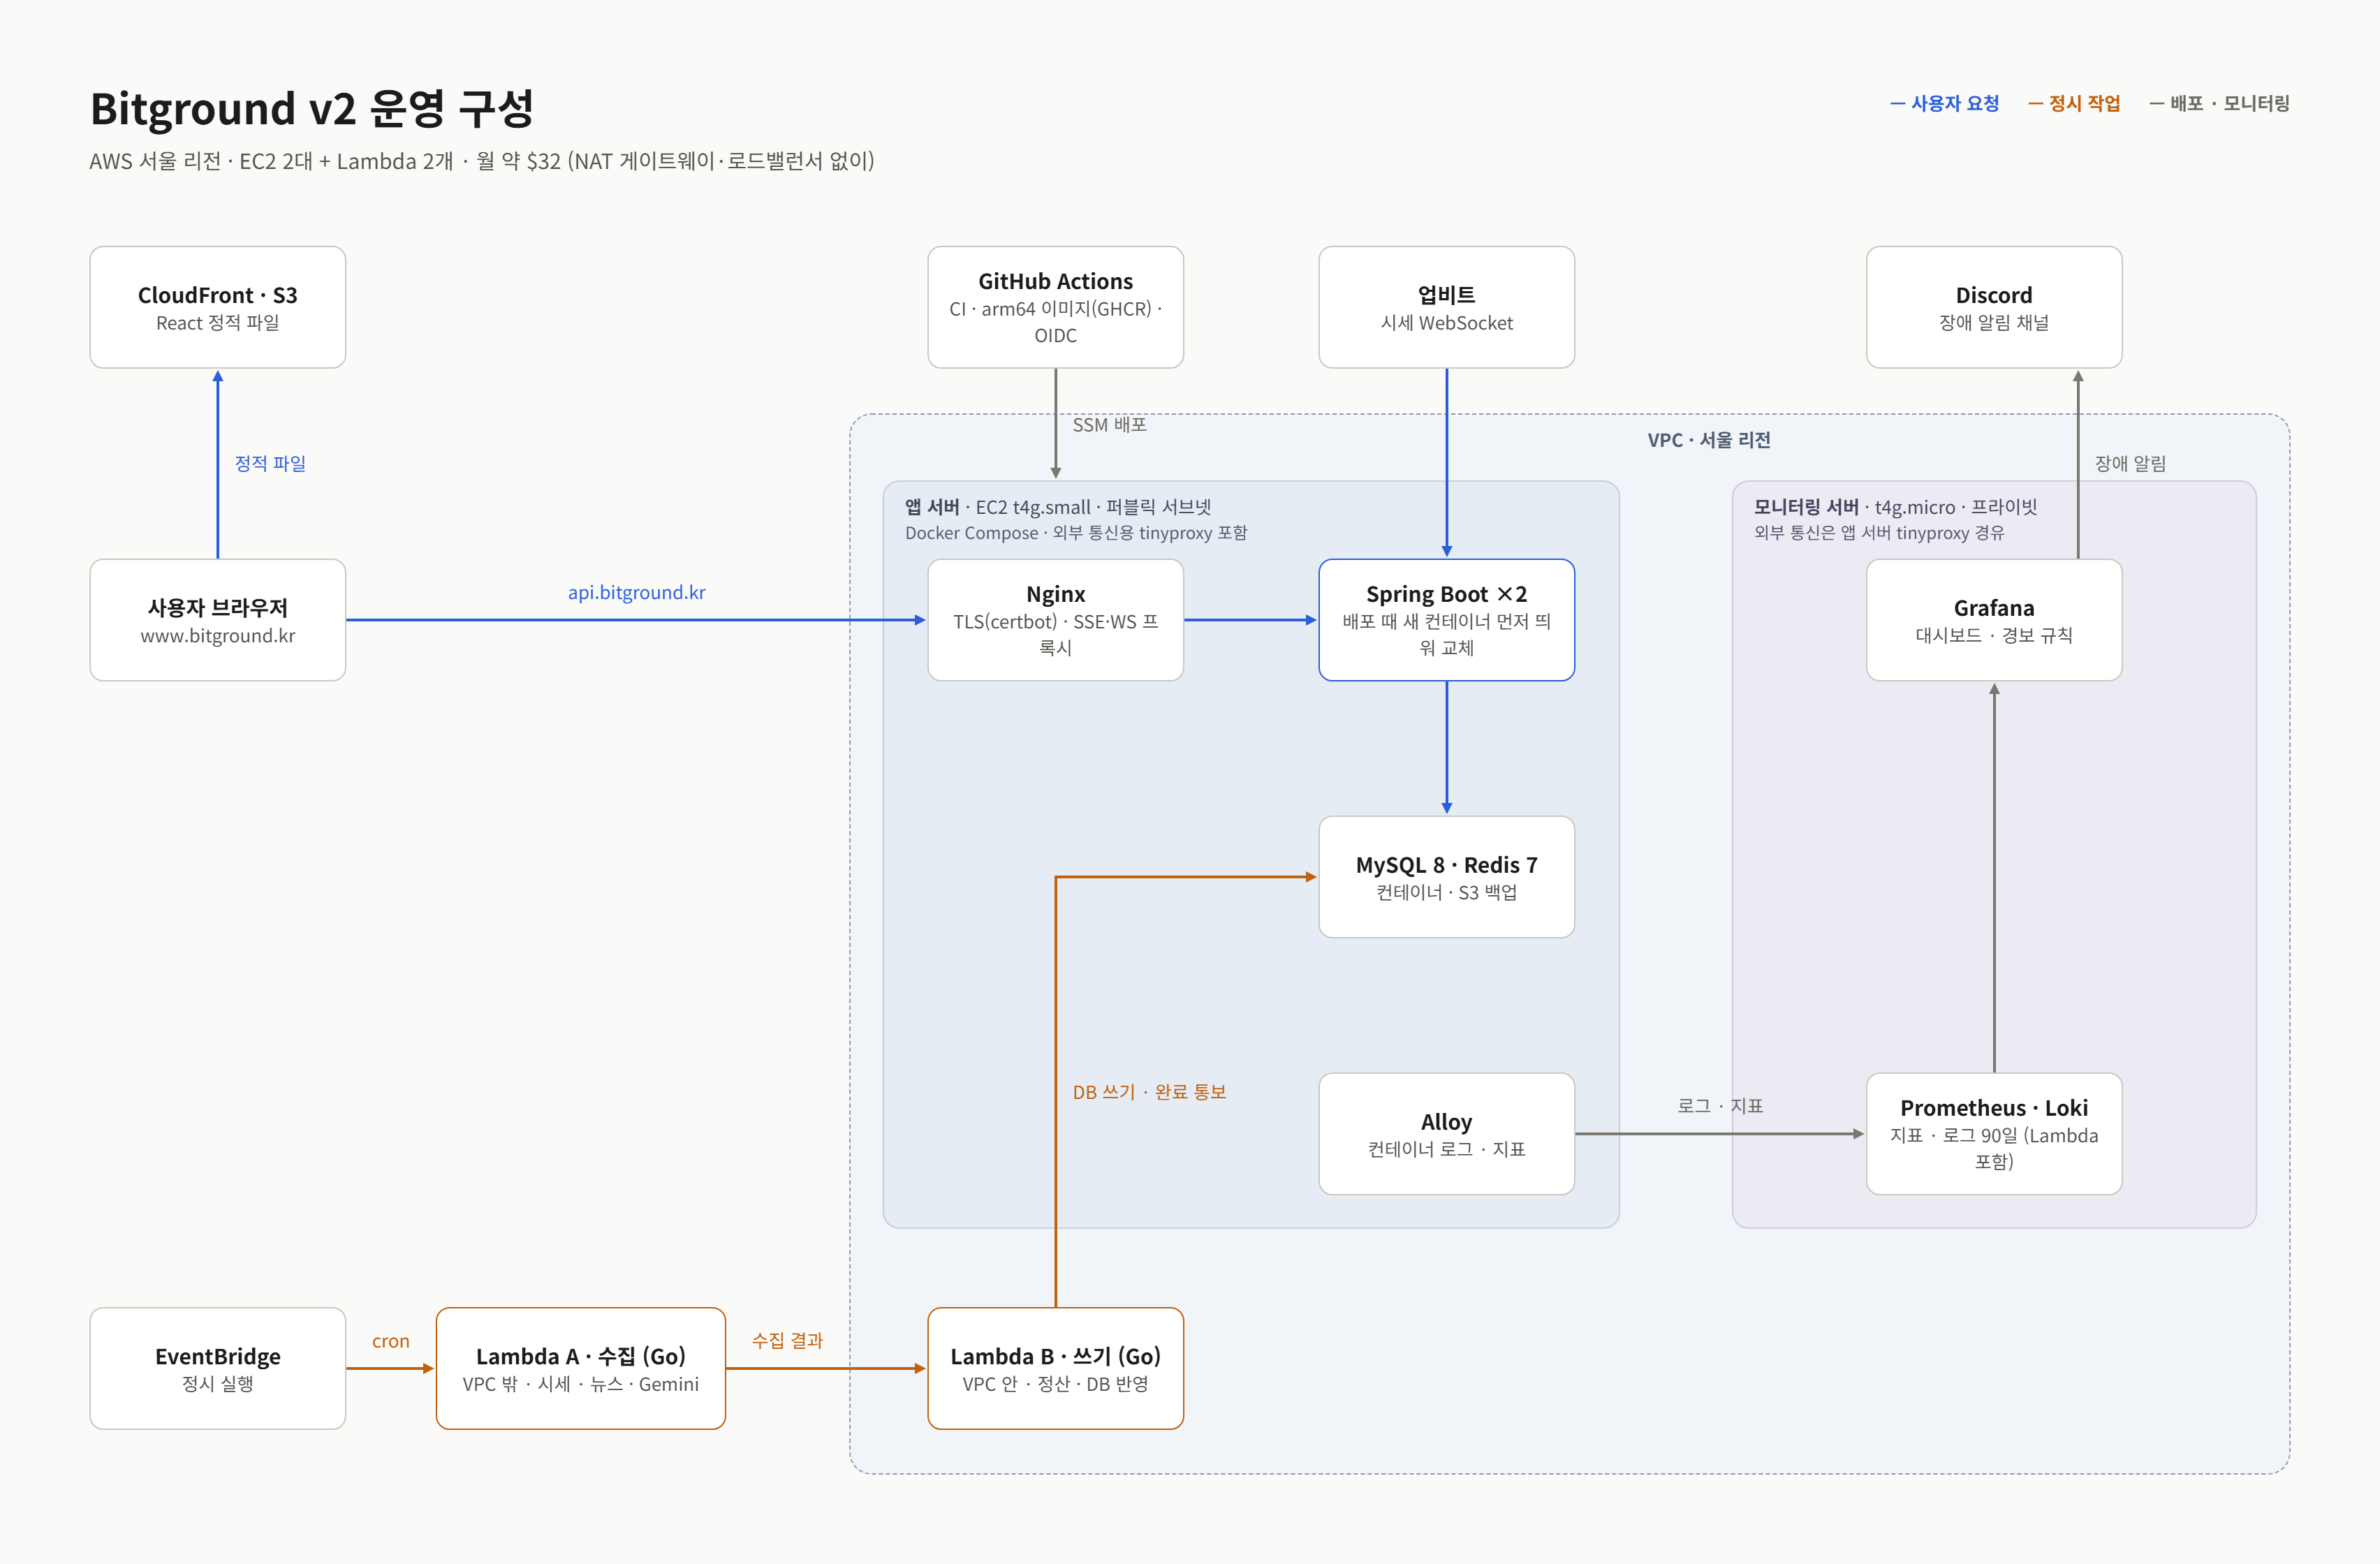 Bitground v2 운영 구성
— 사용자 요청 — 정시 작업 — 배포 · 모니터링
AWS 서울 리전 · EC2 2대 + Lambda 2개 · 월 약 $32 (NAT 게이트웨이·로드밸런서 없이)
CloudFront · S3
React 정적 파일
GitHub Actions
CI · arm64 이미지(GHCR) ·
OIDC
업비트
시세 WebSocket
Discord
장애 알림 채널
SSM 배포
VPC · 서울 리전
정적 파일
장애 알림
앱 서버 · EC2 t4g.small · 퍼블릭 서브넷
Docker Compose · 외부 통신용 tinyproxy 포함
모니터링 서버 · t4g.micro · 프라이빗
외부 통신은 앱 서버 tinyproxy 경유
사용자 브라우저
www.bitground.kr
api.bitground.kr
Nginx
TLS(certbot) · SSE·WS 프
록시
Spring Boot ×2
배포 때 새 컨테이너 먼저 띄
워 교체
Grafana
대시보드 · 경보 규칙
MySQL 8 · Redis 7
컨테이너 · S3 백업
DB 쓰기 · 완료 통보
Alloy
컨테이너 로그 · 지표
로그 · 지표
Prometheus · Loki
지표 · 로그 90일 (Lambda
포함)
EventBridge
정시 실행
cron
Lambda A · 수집 (Go)
VPC 밖 · 시세 · 뉴스 · Gemini
수집 결과
Lambda B · 쓰기 (Go)
VPC 안 · 정산 · DB 반영